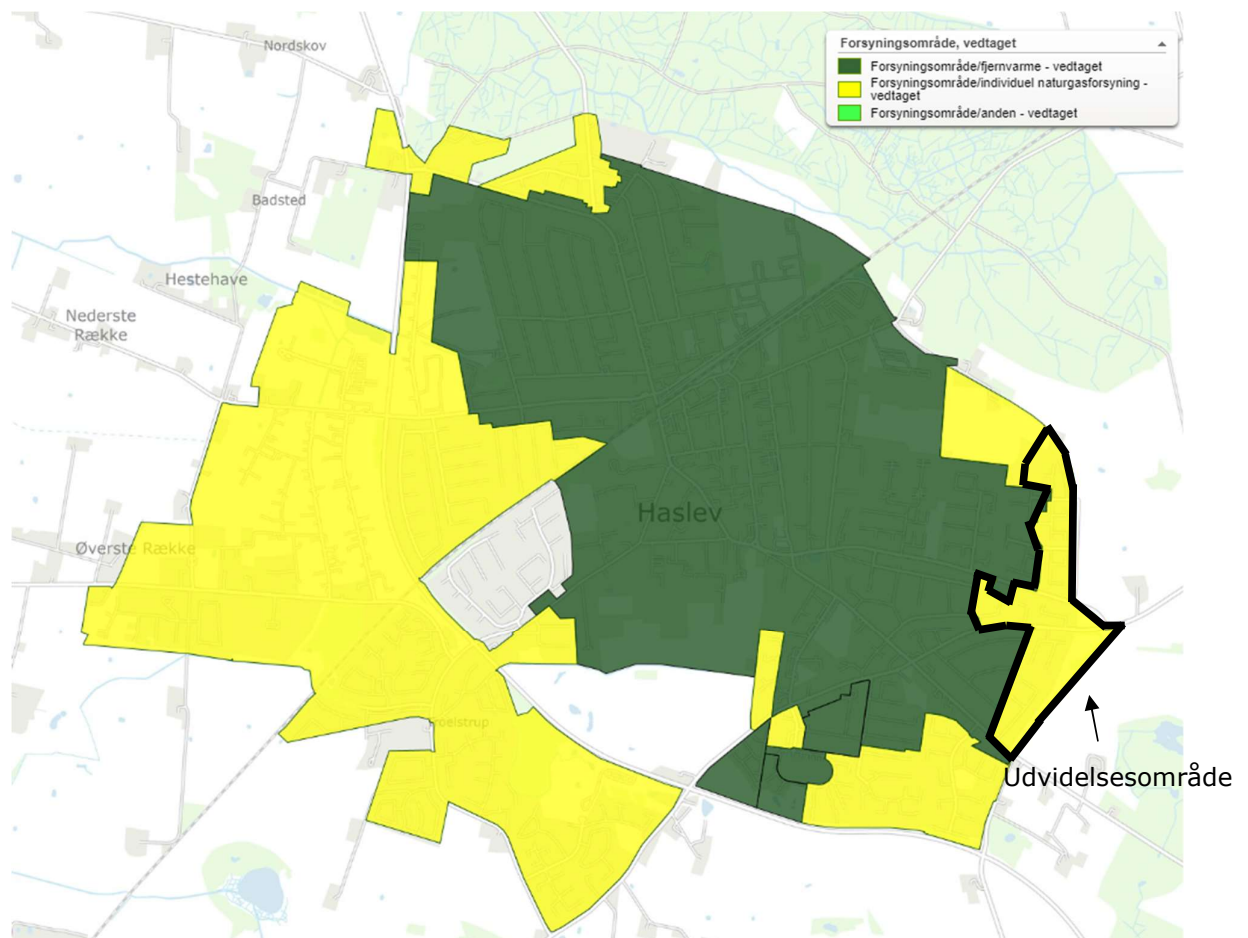 Nordskov
Forsyningsområde, vedtaget
Forsyningsområde/fjernvarme - vedtaget
Forsyningsområde/individuel naturgasforsyning -
vedtaget
Forsyningsområde/anden - vedtaget
Badsted
Hestehave
Nederste
Række
Haslev
Øverste Række
Troelstrup
Udvidelsesområde